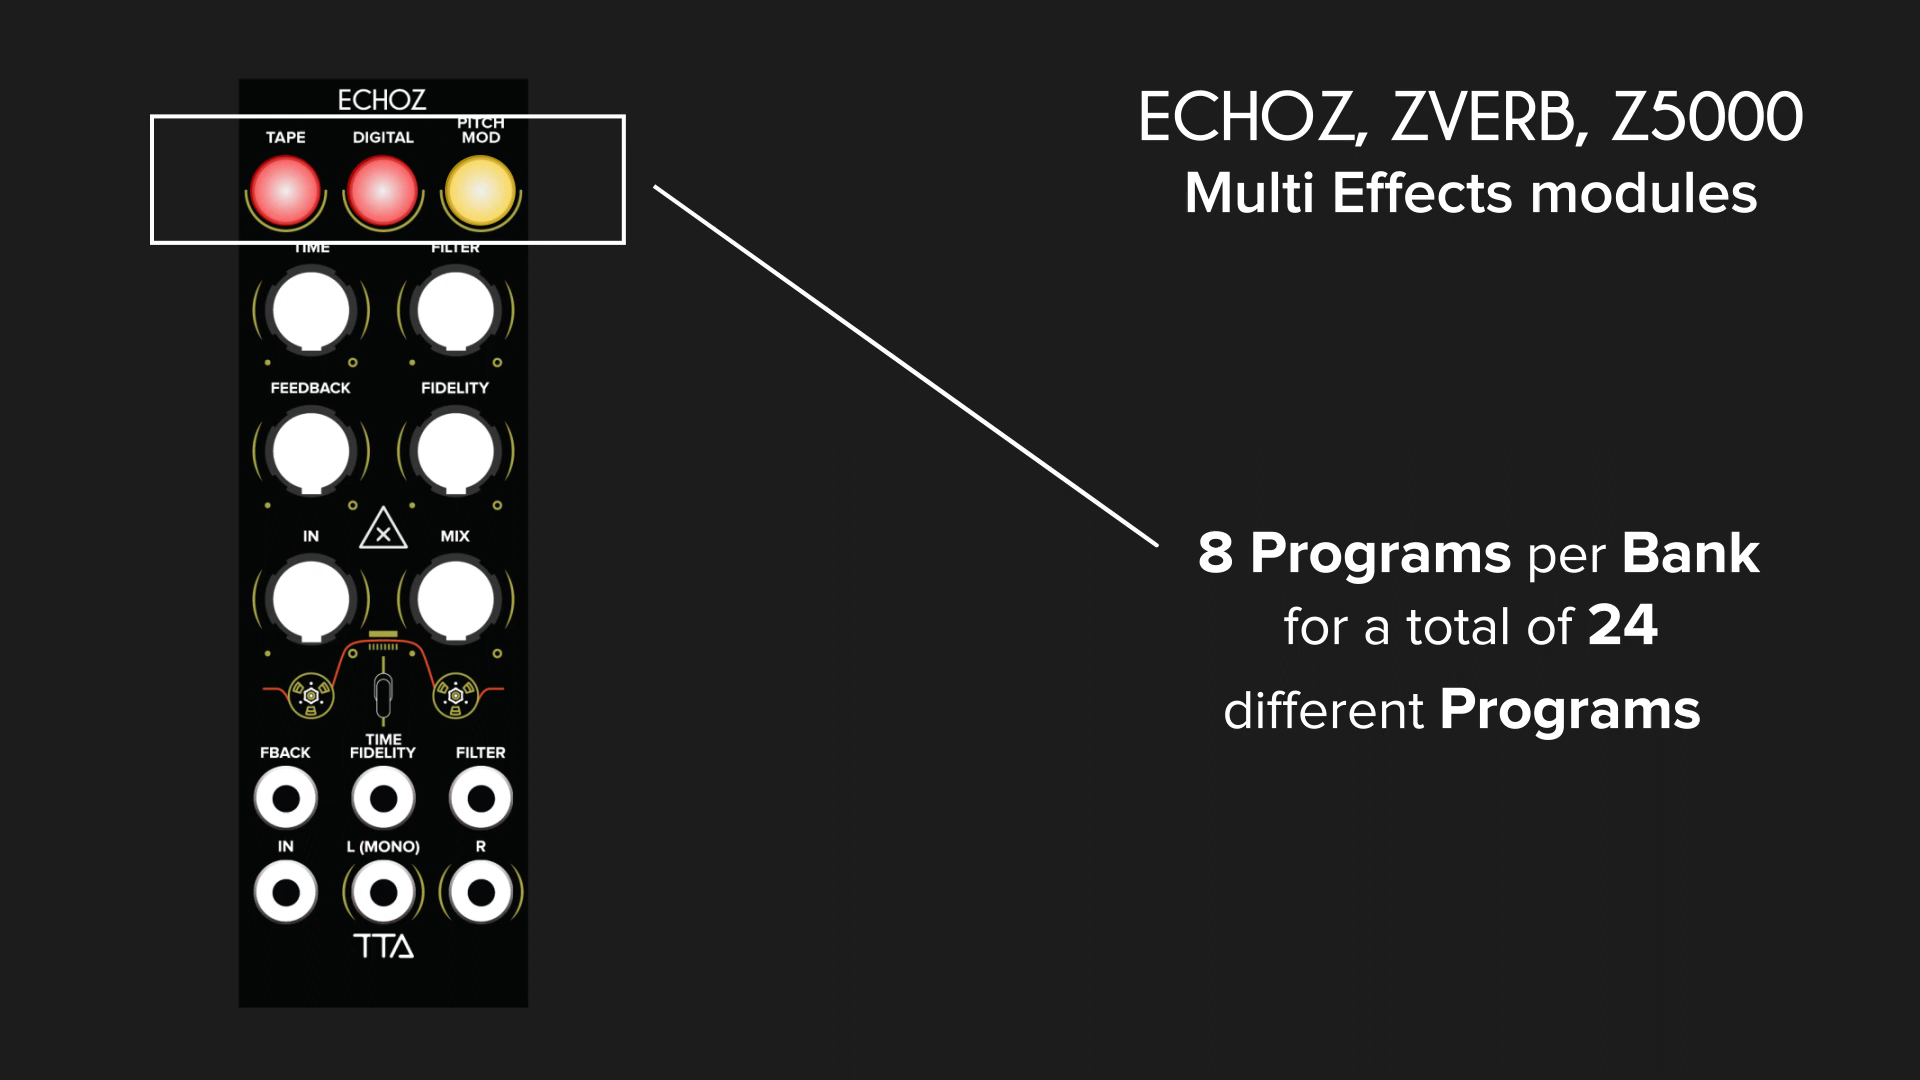 ECHOZ
TAPE DIGITAL PITCH MOD
TIME FILTER
FEEDBACK FIDELITY
IN MIX
FBACK TIME FIDELITY FILTER
IN L (MONO) R
TTA
ECHOZ, ZVERB, Z5000
Multi Effects modules
8 Programs per Bank
for a total of 24
different Programs